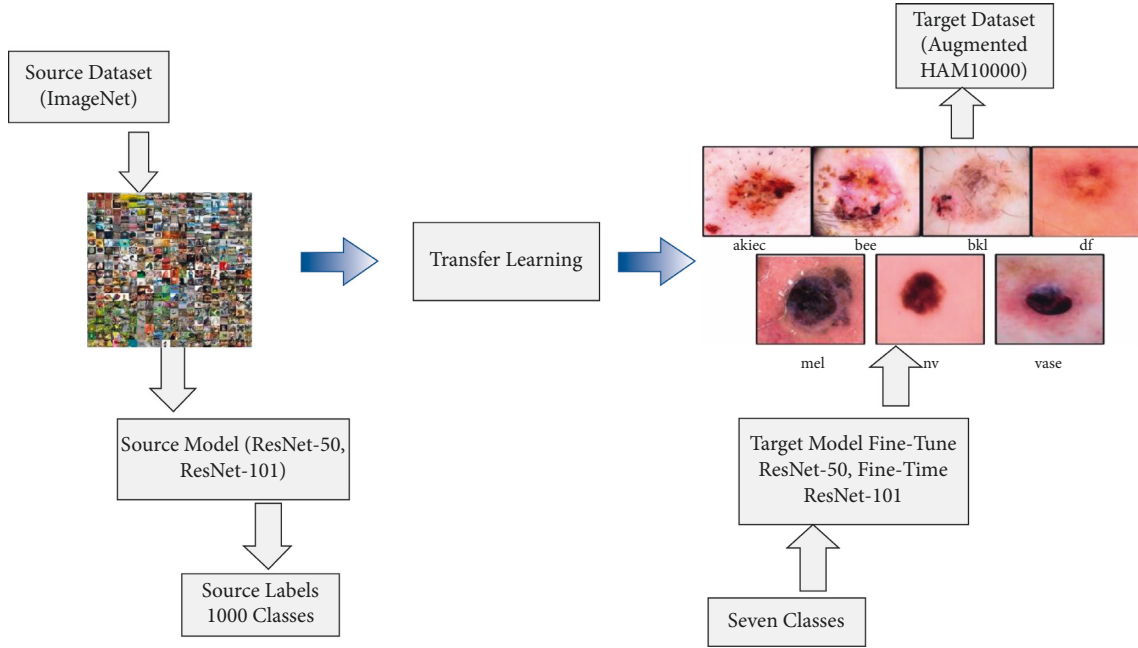 Source Dataset
(ImageNet)
Source Model (ResNet-50,
ResNet-101)
Source Labels
1000 Classes
Transfer Learning
Target Dataset
(Augmented
HAM10000)
akiec
bee
bkl
df
mel
nv
vase
Target Model Fine-Tune
ResNet-50, Fine-Time
ResNet-101
Seven Classes